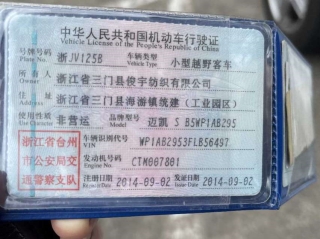 中华人民共和国机动车行驶证
Vehicle License of the People's Republic of China
号牌号码 浙JV1Z5B 车辆类型 小型越野客车
Plate No. Vehicle Type
所有人 浙江省三门县俊宇纺织有限公司
Owner
住址 浙江省三门县海游镇统建（工业园区）
Address
使用性质 非营运 品牌型号 迈凯 S B5WP1AB295
Use Character Model
浙江省台州市公安局交通警察支队
车辆识别代号 WP1AB2953FLB56497
VIN
发动机号码 CTM007801
Engine No.
注册日期 2014-09-02 发证日期 2014-09-02
Register Date Issue Date